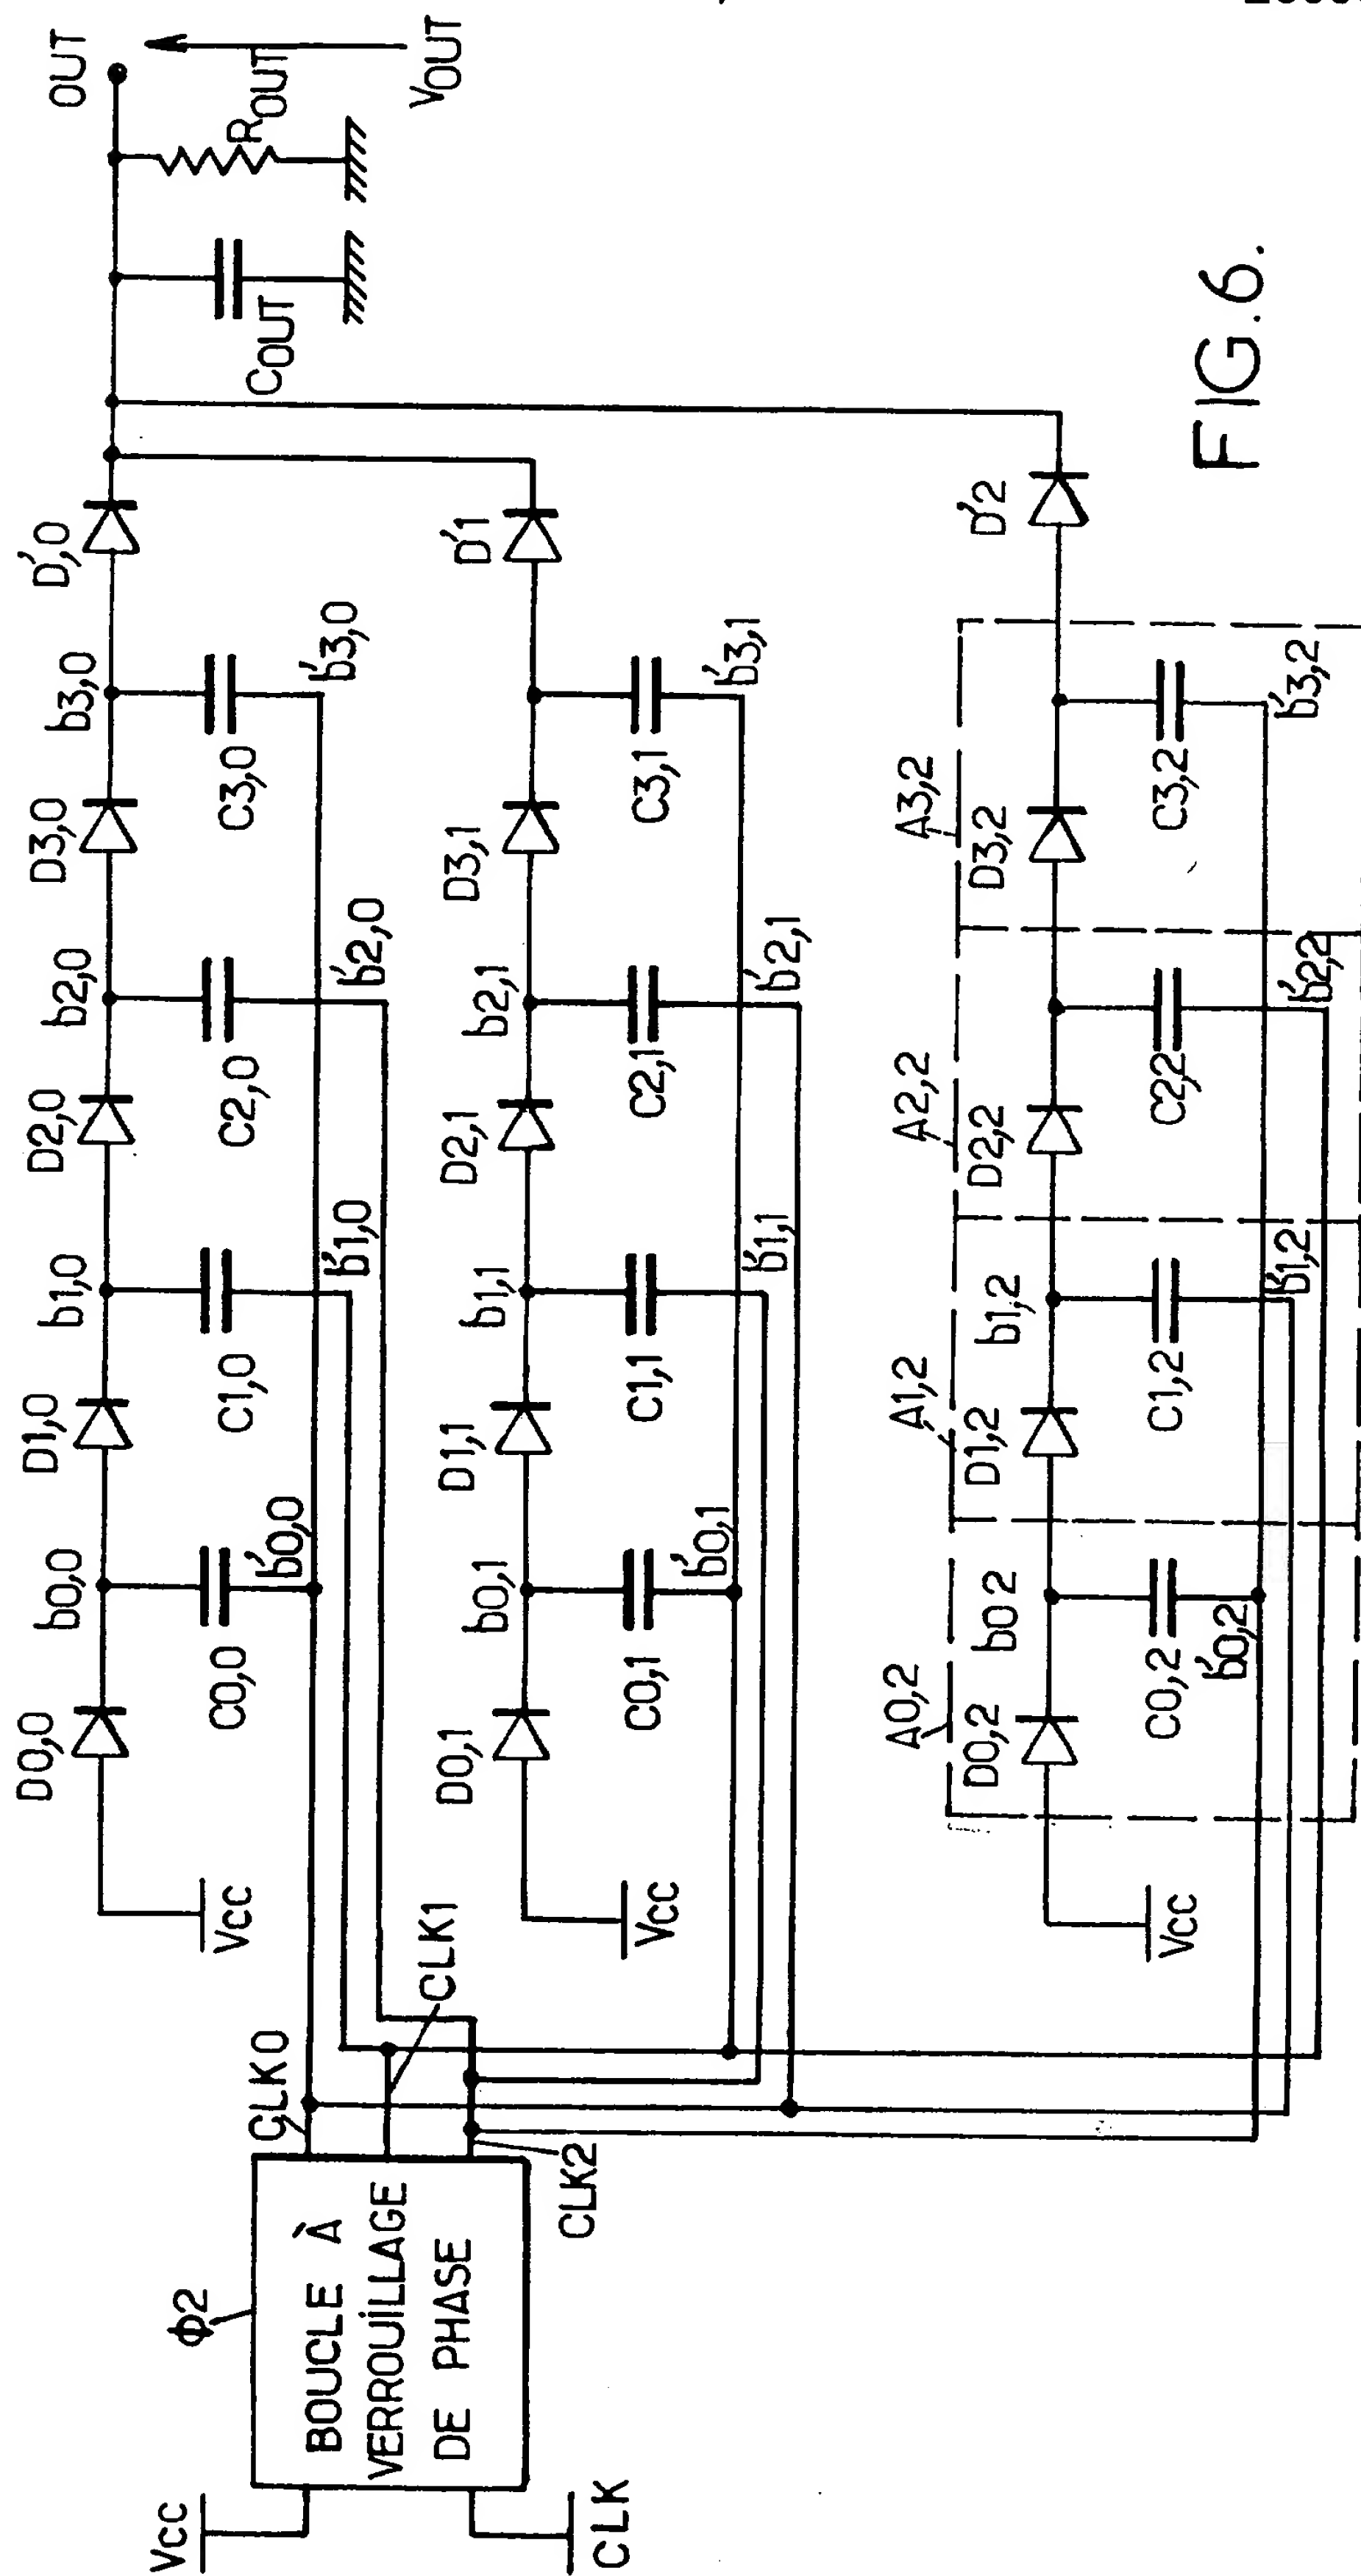 D0,0
b0,0
D1,0
b1,0
D2,0
b2,0
D3,0
b3,0
D',0
OUT
C0,0
b'0,0
C1,0
b'1,0
C2,0
b'2,0
C3,0
b'3,0
COUT
ROUT
VOUT
Vcc
Φ2
Vcc
BOUCLE À
VERROUILLAGE
DE PHASE
CLK
CLK0
CLK1
CLK2
D0,1
b0,1
D1,1
b1,1
D2,1
b2,1
D3,1
D'1
Vcc
C0,1
b'0,1
C1,1
b'1,1
C2,1
b'2,1
C3,1
b'3,1
A0,2
A1,2
A2,2
A3,2
D0,2
b02
D1,2
b1,2
D2,2
D3,2
D'2
Vcc
C0,2
b'0,2
C1,2
b'1,2
C2,2
b'2,2
C3,2
b'3,2
FIG.6.